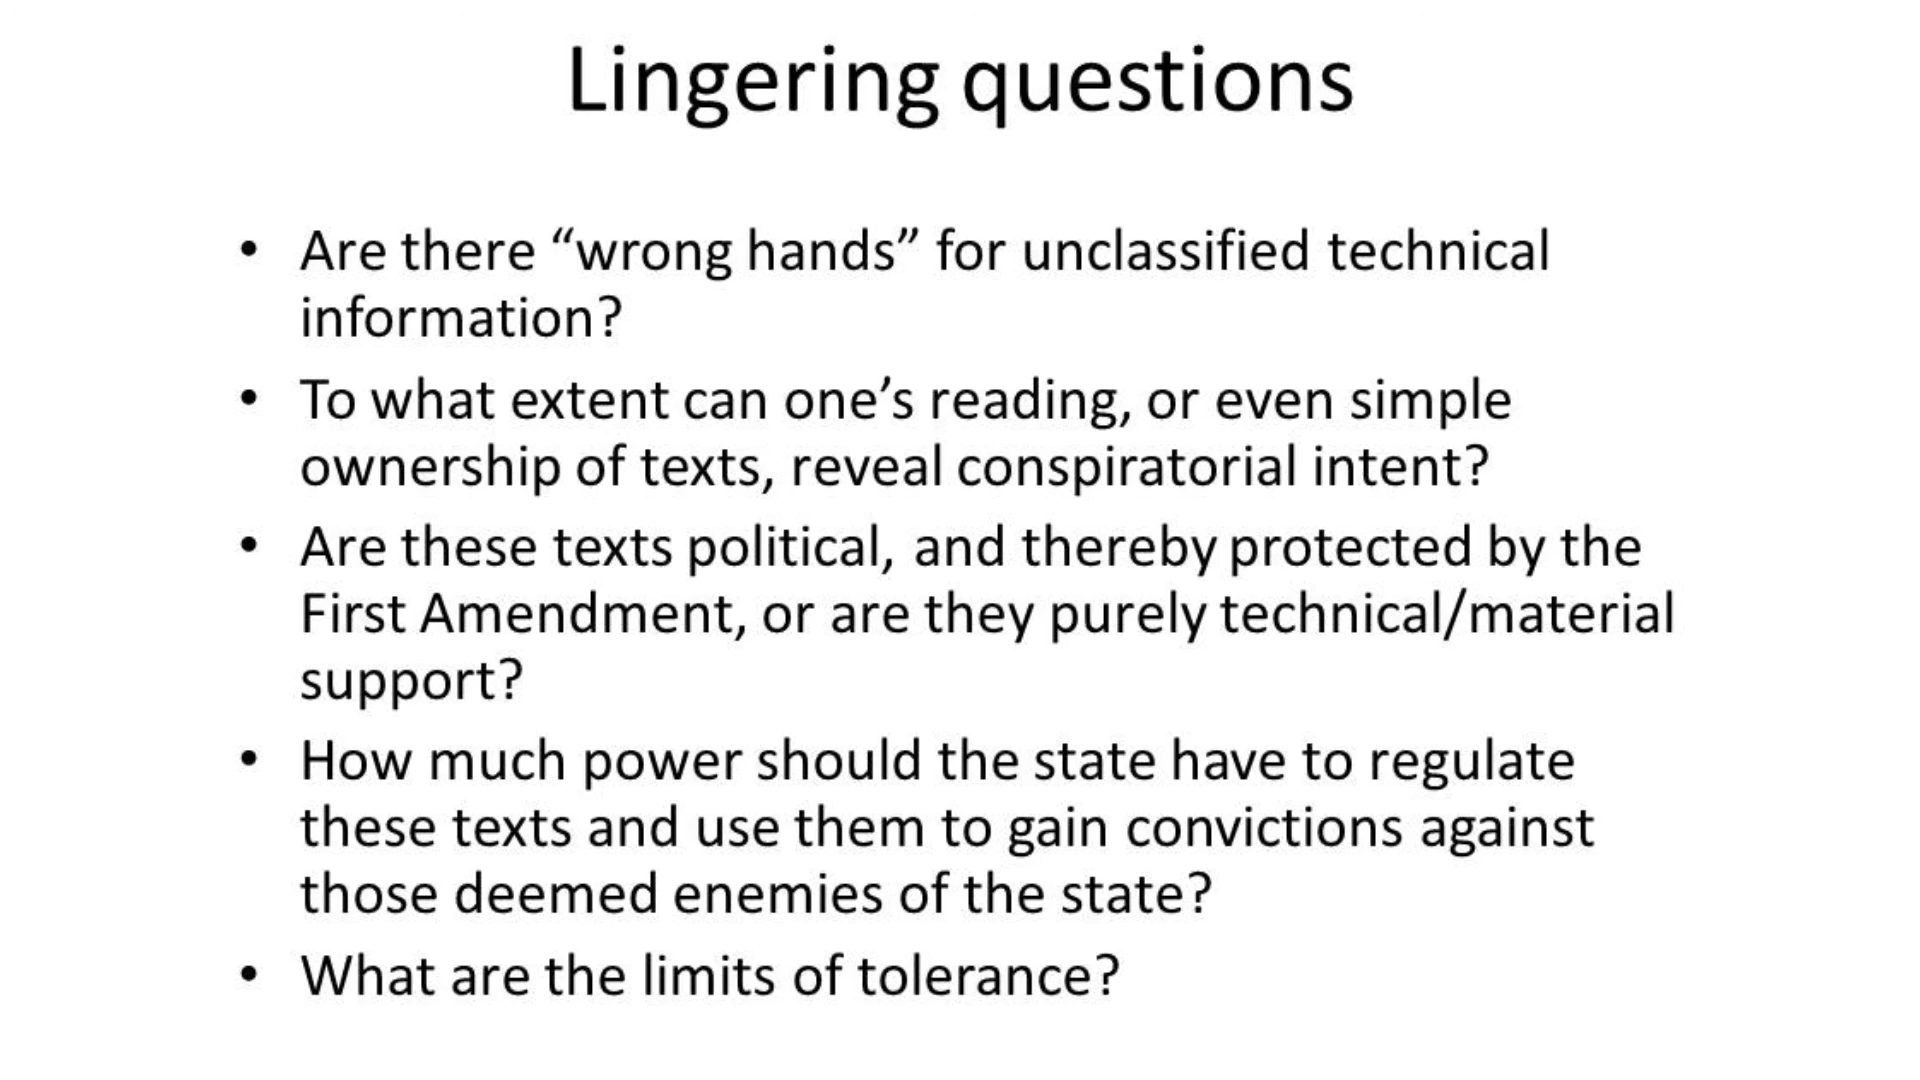 Lingering questions
• Are there “wrong hands” for unclassified technical
information?
• To what extent can one’s reading, or even simple
ownership of texts, reveal conspiratorial intent?
• Are these texts political, and thereby protected by the
First Amendment, or are they purely technical/material
support?
• How much power should the state have to regulate
these texts and use them to gain convictions against
those deemed enemies of the state?
• What are the limits of tolerance?